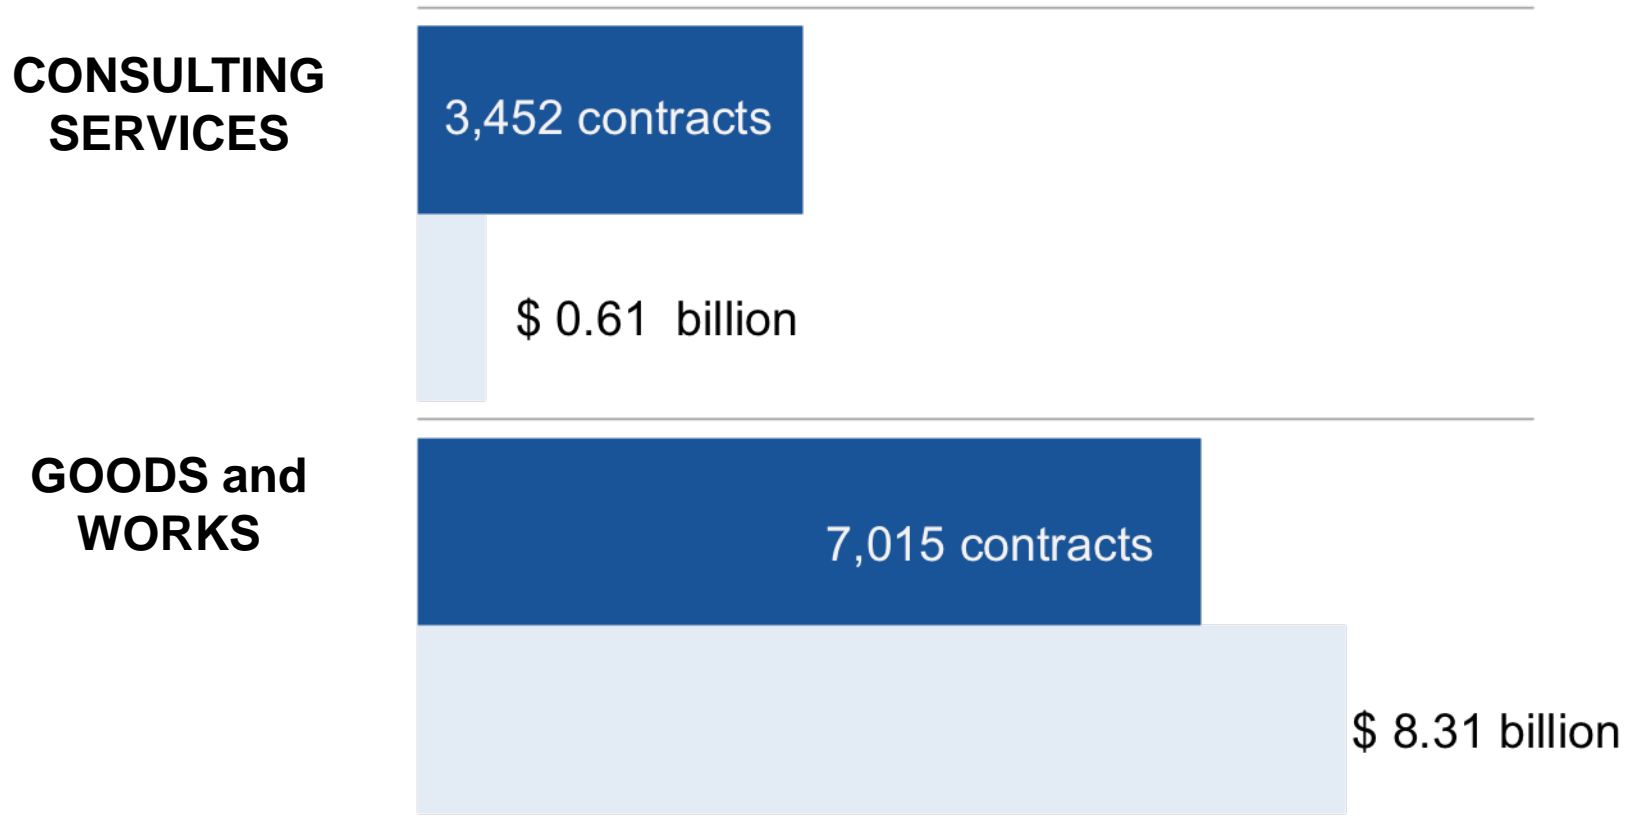 CONSULTING
SERVICES
3,452 contracts
$ 0.61 billion
GOODS and
WORKS
7,015 contracts
$ 8.31 billion